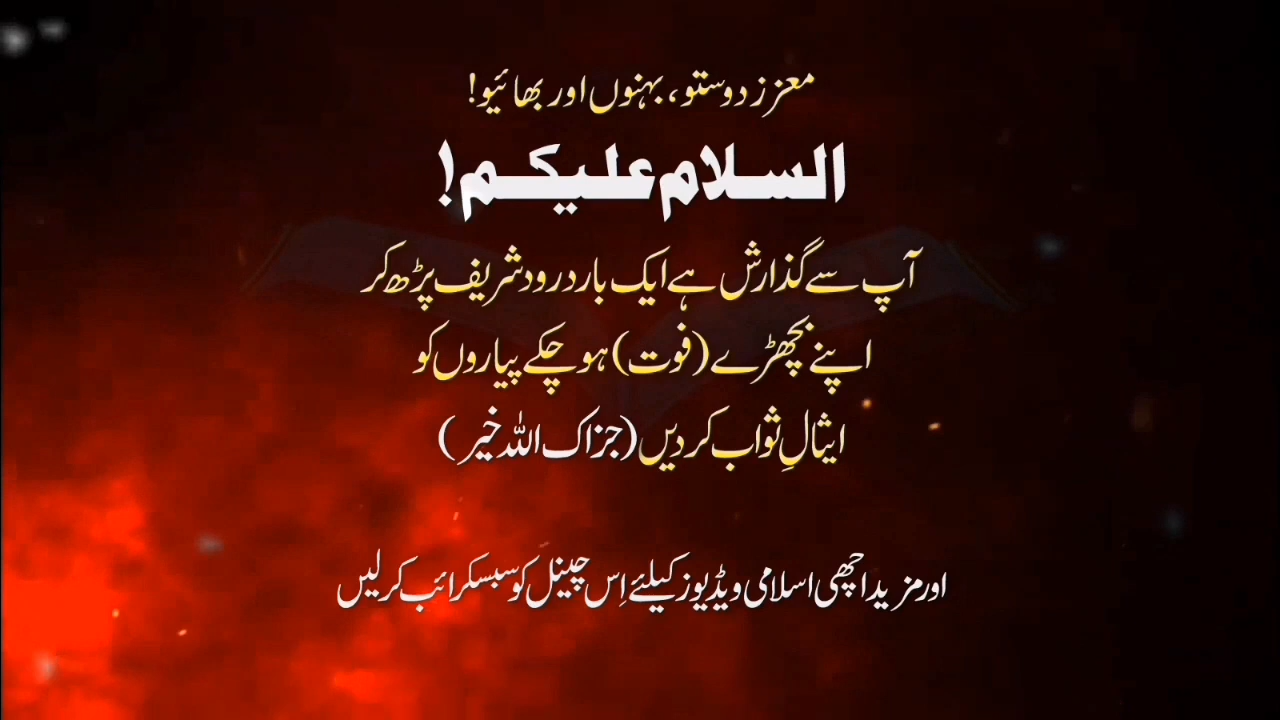 معزز دوستو، بہنوں اور بھائیو!
السلام علیکم!
آپ سے گذارش ہے ایک بار درود شریف پڑھ کر
اپنے بچھڑے (فوت) ہو چکے پیاروں کو
ایثالِ ثواب کر دیں (جزاک اللہ خیر)
اور مزید اچھی اسلامی ویڈیوز کیلئے اِس چینل کو سبسکرائب کر لیں